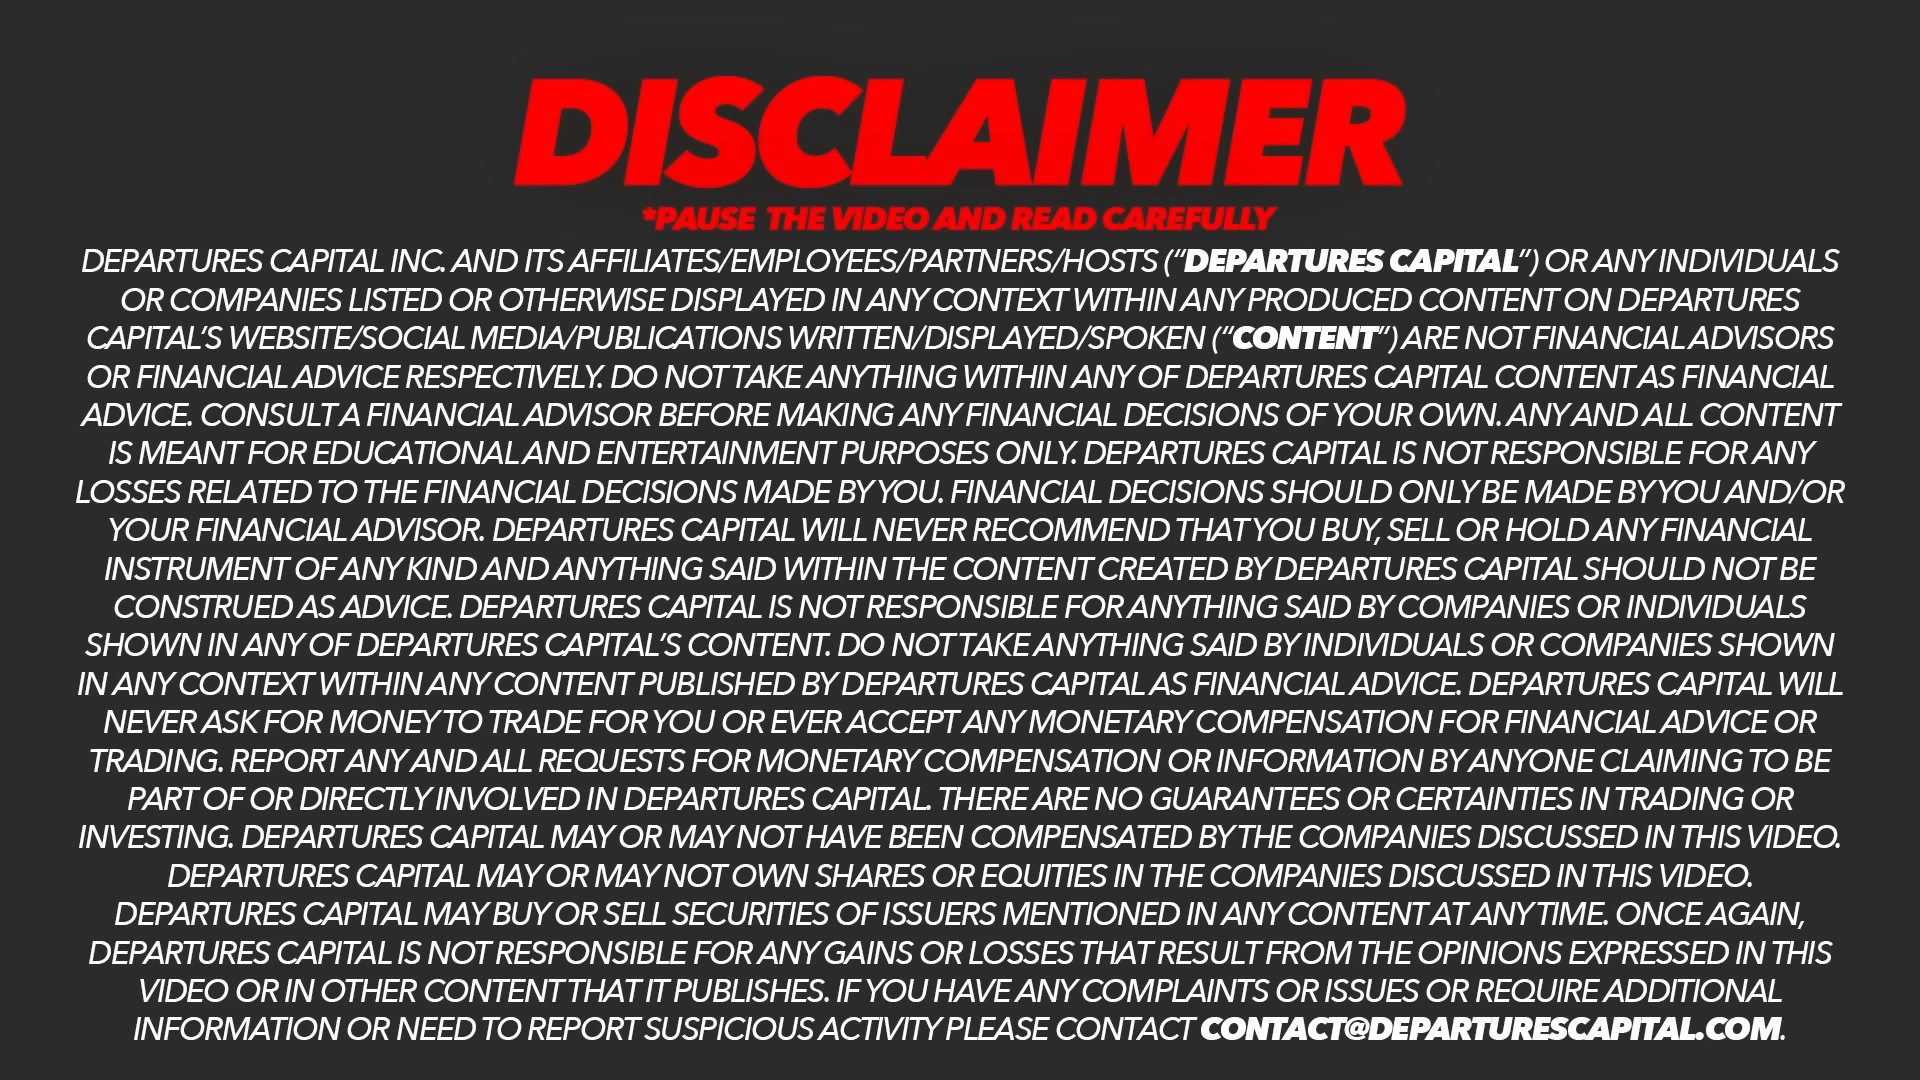 DISCLAIMER
*PAUSE THE VIDEO AND READ CAREFULLY
DEPARTURES CAPITAL INC. AND ITS AFFILIATES/EMPLOYEES/PARTNERS/HOSTS (“DEPARTURES CAPITAL”) OR ANY INDIVIDUALS
OR COMPANIES LISTED OR OTHERWISE DISPLAYED IN ANY CONTEXT WITHIN ANY PRODUCED CONTENT ON DEPARTURES
CAPITAL’S WEBSITE/SOCIAL MEDIA/PUBLICATIONS WRITTEN/DISPLAYED/SPOKEN (“CONTENT”) ARE NOT FINANCIAL ADVISORS
OR FINANCIAL ADVICE RESPECTIVELY. DO NOT TAKE ANYTHING WITHIN ANY OF DEPARTURES CAPITAL CONTENT AS FINANCIAL
ADVICE. CONSULT A FINANCIAL ADVISOR BEFORE MAKING ANY FINANCIAL DECISIONS OF YOUR OWN. ANY AND ALL CONTENT
IS MEANT FOR EDUCATIONAL AND ENTERTAINMENT PURPOSES ONLY. DEPARTURES CAPITAL IS NOT RESPONSIBLE FOR ANY
LOSSES RELATED TO THE FINANCIAL DECISIONS MADE BY YOU. FINANCIAL DECISIONS SHOULD ONLY BE MADE BY YOU AND/OR
YOUR FINANCIAL ADVISOR. DEPARTURES CAPITAL WILL NEVER RECOMMEND THAT YOU BUY, SELL OR HOLD ANY FINANCIAL
INSTRUMENT OF ANY KIND AND ANYTHING SAID WITHIN THE CONTENT CREATED BY DEPARTURES CAPITAL SHOULD NOT BE
CONSTRUED AS ADVICE. DEPARTURES CAPITAL IS NOT RESPONSIBLE FOR ANYTHING SAID BY COMPANIES OR INDIVIDUALS
SHOWN IN ANY OF DEPARTURES CAPITAL’S CONTENT. DO NOT TAKE ANYTHING SAID BY INDIVIDUALS OR COMPANIES SHOWN
IN ANY CONTEXT WITHIN ANY CONTENT PUBLISHED BY DEPARTURES CAPITAL AS FINANCIAL ADVICE. DEPARTURES CAPITAL WILL
NEVER ASK FOR MONEY TO TRADE FOR YOU OR EVER ACCEPT ANY MONETARY COMPENSATION FOR FINANCIAL ADVICE OR
TRADING. REPORT ANY AND ALL REQUESTS FOR MONETARY COMPENSATION OR INFORMATION BY ANYONE CLAIMING TO BE
PART OF OR DIRECTLY INVOLVED IN DEPARTURES CAPITAL. THERE ARE NO GUARANTEES OR CERTAINTIES IN TRADING OR
INVESTING. DEPARTURES CAPITAL MAY OR MAY NOT HAVE BEEN COMPENSATED BY THE COMPANIES DISCUSSED IN THIS VIDEO.
DEPARTURES CAPITAL MAY OR MAY NOT OWN SHARES OR EQUITIES IN THE COMPANIES DISCUSSED IN THIS VIDEO.
DEPARTURES CAPITAL MAY BUY OR SELL SECURITIES OF ISSUERS MENTIONED IN ANY CONTENT AT ANY TIME. ONCE AGAIN,
DEPARTURES CAPITAL IS NOT RESPONSIBLE FOR ANY GAINS OR LOSSES THAT RESULT FROM THE OPINIONS EXPRESSED IN THIS
VIDEO OR IN OTHER CONTENT THAT IT PUBLISHES. IF YOU HAVE ANY COMPLAINTS OR ISSUES OR REQUIRE ADDITIONAL
INFORMATION OR NEED TO REPORT SUSPICIOUS ACTIVITY PLEASE CONTACT CONTACT@DEPARTURESCAPITAL.COM.